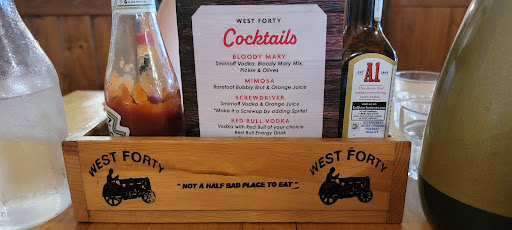 WEST FORTY
Cocktails
BLOODY MARY
Smirnoff Vodka, Bloody Mary Mix,
Pickle & Olives
MIMOSA
Barefoot Bubbly Brut & Orange Juice
SCREWDRIVER
Smirnoff Vodka & Orange Juice
*Make it a Screwup by adding Sprite!
RED BULL VODKA
Vodka with Red Bull of your choice
Red Bull Energy Drink
A.1
WEST FORTY
WEST FORTY
" NOT A HALF BAD PLACE TO EAT "